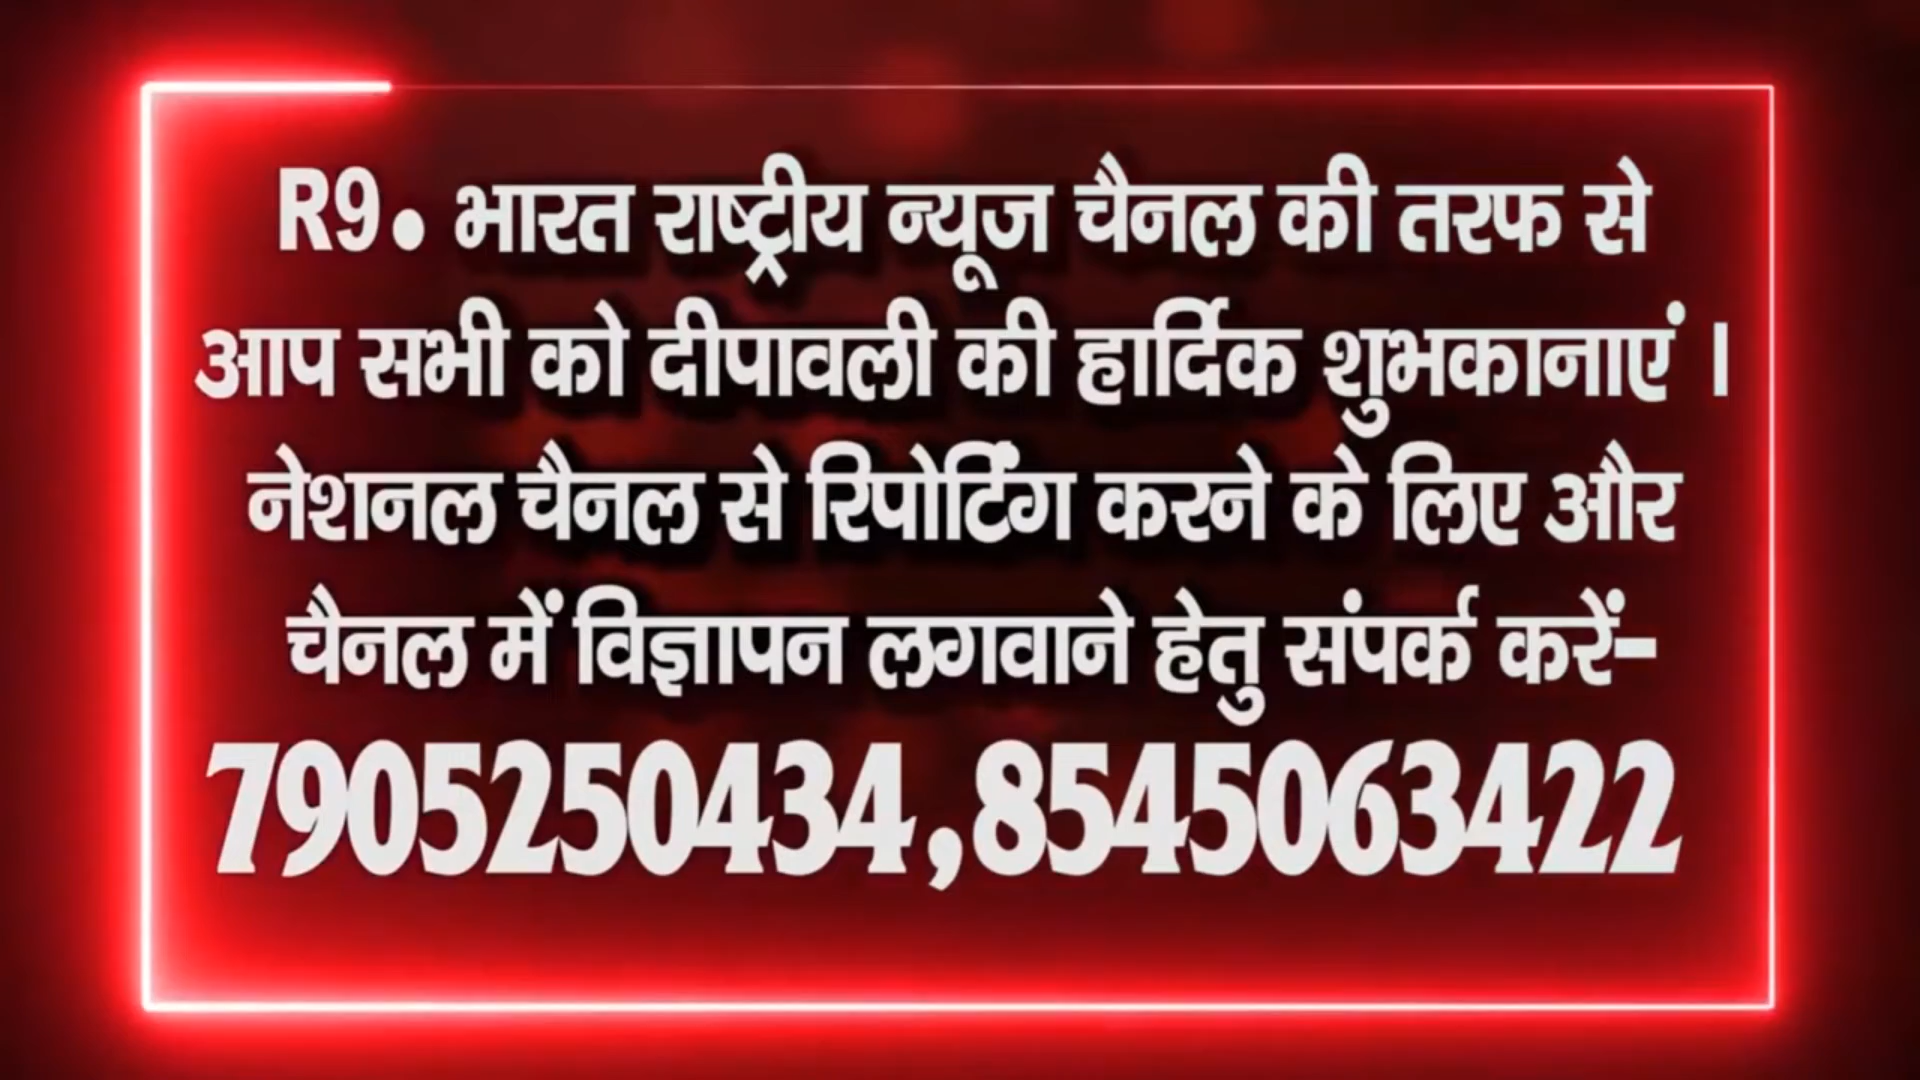 R9. भारत राष्ट्रीय न्यूज चैनल की तरफ से
आप सभी को दीपावली की हार्दिक शुभकानाएं ।
नेशनल चैनल से रिपोर्टिंग करने के लिए और
चैनल में विज्ञापन लगवाने हेतु संपर्क करें-
7905250434,8545063422